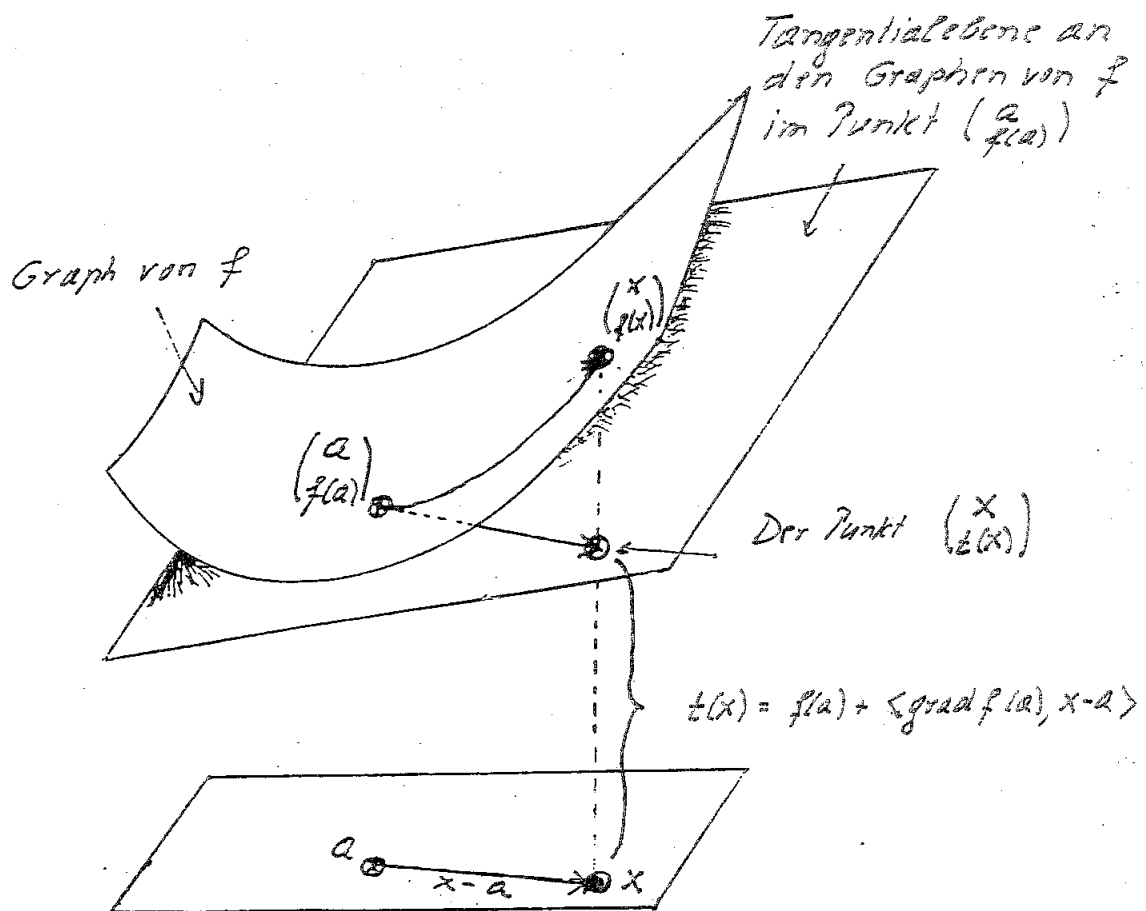 Tangentialebene an
den Graphen von f
im Punkt (a
f(a))
Graph von f
(x
f(x))
(a
f(a))
Der Punkt (x
t(x))
t(x) = f(a) + <grad f(a), x-a>
a
x-a
x